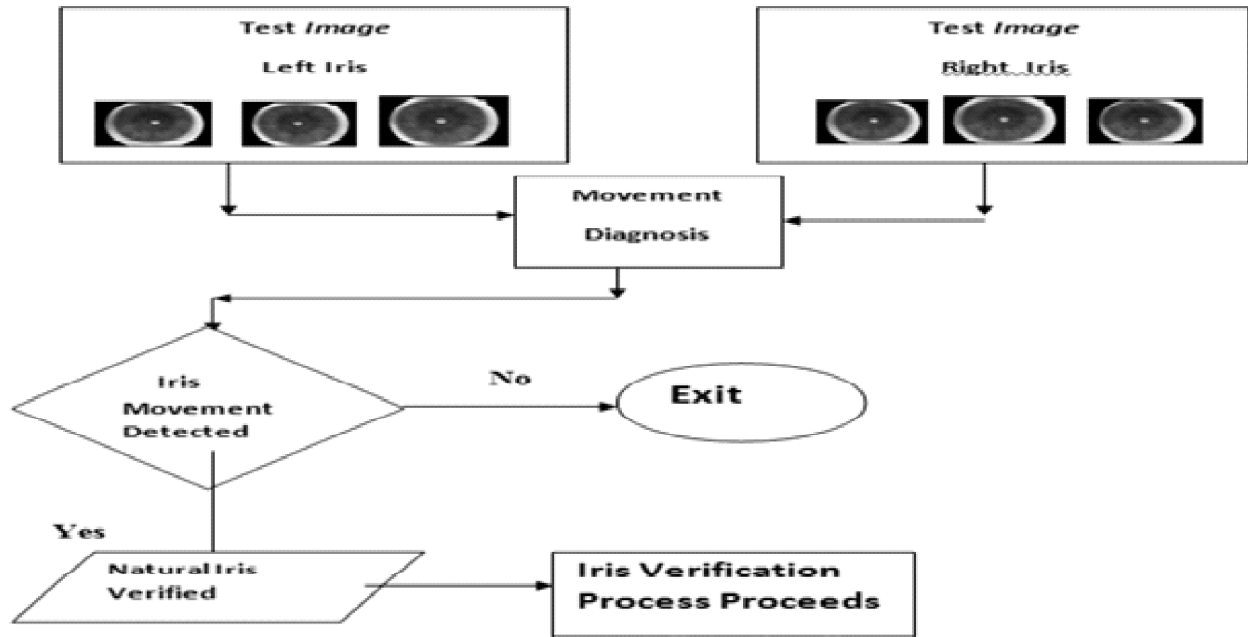 Test Image
Left Iris
Test Image
Right Iris
Movement
Diagnosis
Iris
Movement
Detected
No
Exit
Yes
Natural Iris
Verified
Iris Verification
Process Proceeds